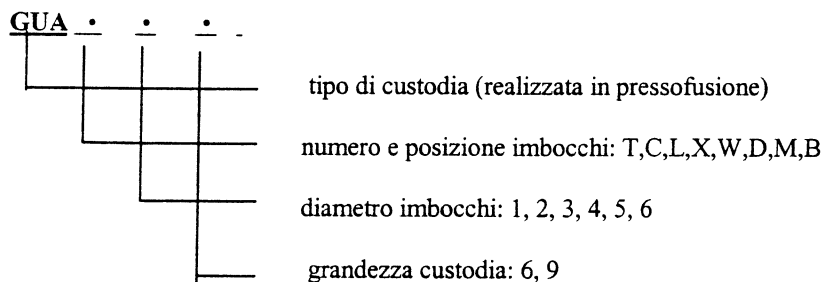 GUA . . . -
tipo di custodia (realizzata in pressofusione)
numero e posizione imbocchi: T,C,L,X,W,D,M,B
diametro imbocchi: 1, 2, 3, 4, 5, 6
grandezza custodia: 6, 9